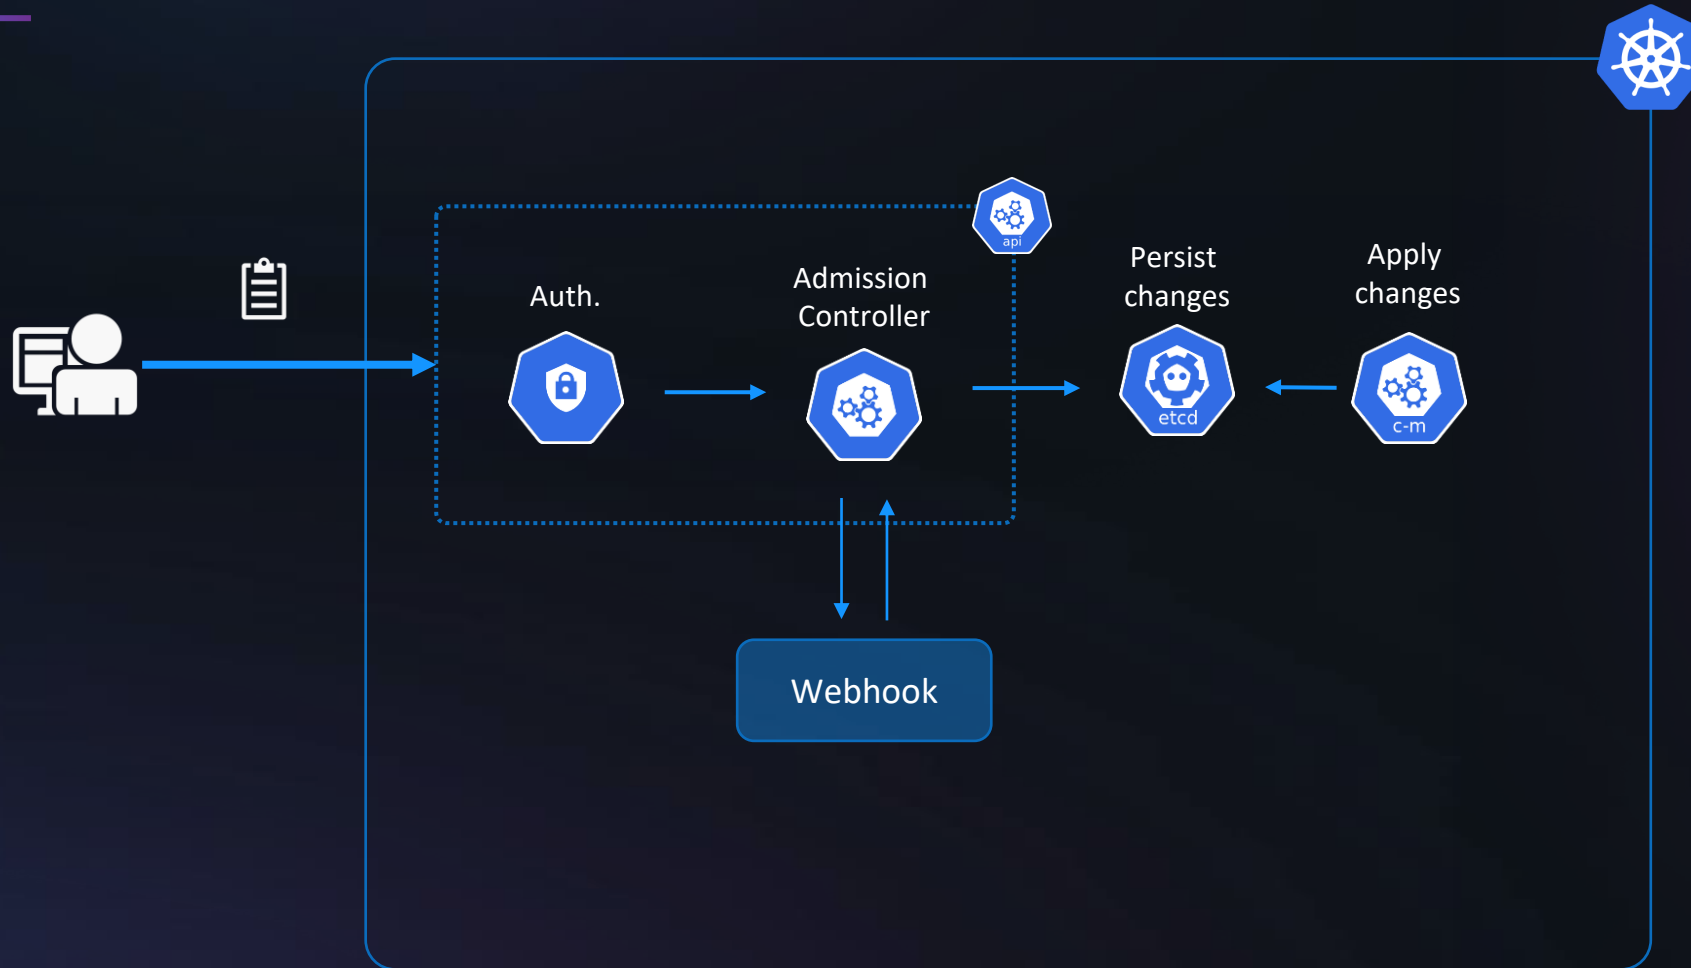 api
Auth.
Admission
Controller
Persist
changes
Apply
changes
etcd
c-m
Webhook